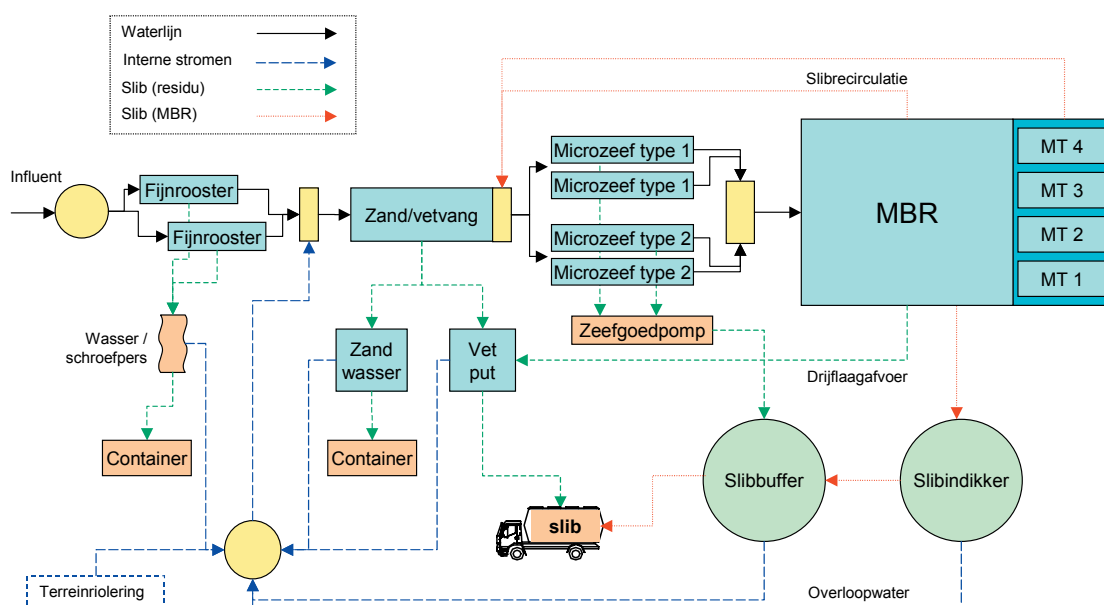 Waterlijn
Interne stromen
Slib (residu)
Slib (MBR)
Slibrecirculatie
Influent
Fijnrooster
Fijnrooster
Zand/vetvang
Microzeef type 1
Microzeef type 1
Microzeef type 2
Microzeef type 2
MBR
MT 4
MT 3
MT 2
MT 1
Wasser /
schroefpers
Zeefgoedpomp
Zand
wasser
Vet
put
Drijflaagafvoer
Container
Container
Slibbuffer
Slibindikker
slib
Terreinriolering
Overloopwater